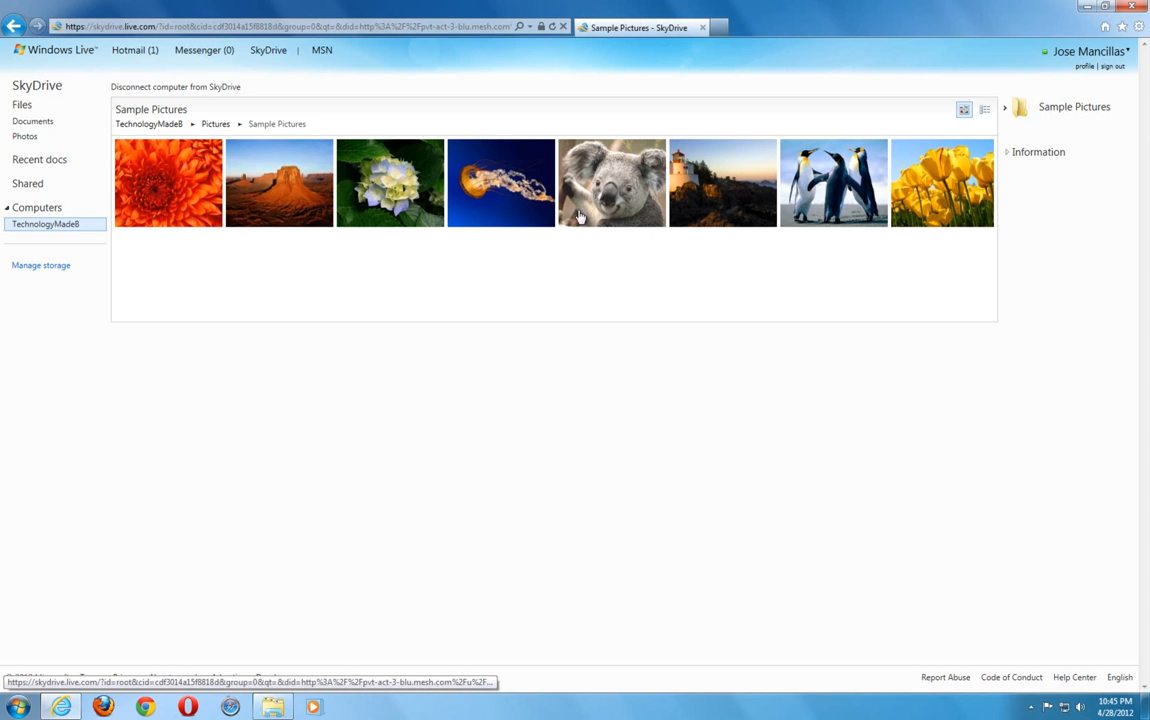 https://skydrive.live.com/?id=root&cid=cdf3014a15f8818d&group=0&qt=&did=http%3A%2F%2Fpvt-act-3-blu.mesh.com
Sample Pictures - SkyDrive
Windows Live™ Hotmail (1) Messenger (0) SkyDrive | MSN
Jose Mancillas
profile | sign out
SkyDrive
Files
Documents
Photos
Recent docs
Shared
Computers
TechnologyMadeB
Manage storage
Disconnect computer from SkyDrive
Sample Pictures
TechnologyMadeB ▸ Pictures ▸ Sample Pictures
Sample Pictures
Information
https://skydrive.live.com/?id=root&cid=cdf3014a15f8818d&group=0&qt=&did=http%3A%2F%2Fpvt-act-3-blu.mesh.com%2Fu%2F...
Report Abuse Code of Conduct Help Center English
10:45 PM
4/28/2012